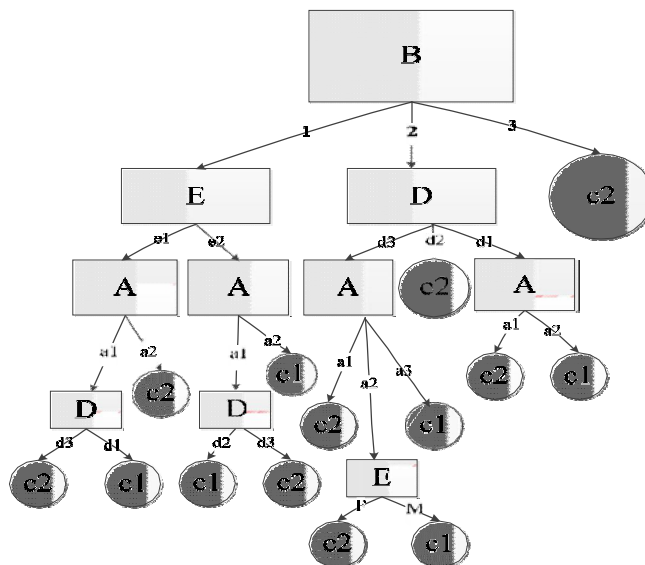 B
1 2 3
E D c2
e1 e2 d3 d2 d1
A A A c2 A
a1 a2 a1 a2 a1 a2 a3 a1 a2
c2 c1 c2 c1
D D c2 c1
d3 d1 d2 d3
c2 c1 c1 c2 E
M
c2 c1